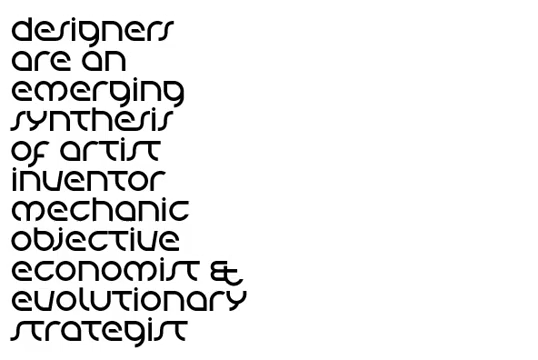 designers
are an
emerging
synthesis
of artist
inventor
mechanic
objective
economist &
evolutionary
strategist